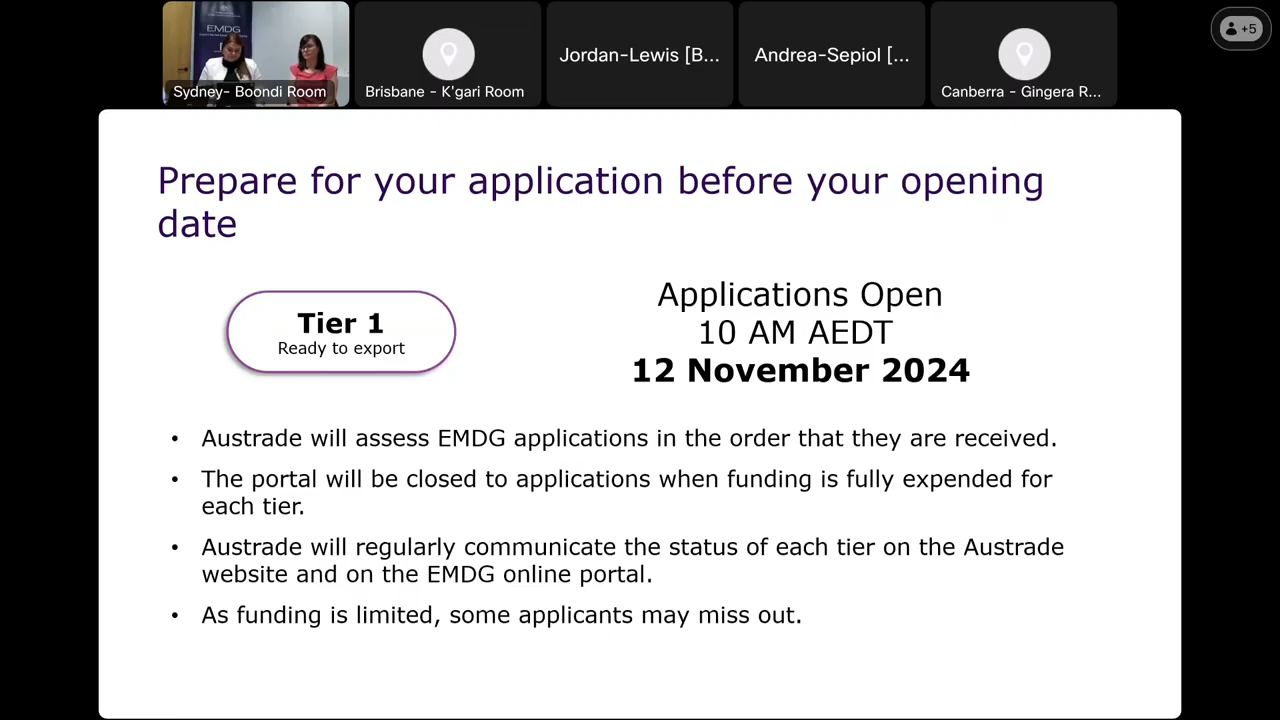 EMDG
Sydney- Boondi Room
Brisbane - K'gari Room
Jordan-Lewis [B...
Andrea-Sepiol [...
Canberra - Gingera R...
+5
Prepare for your application before your opening
date
Tier 1
Ready to export
Applications Open
10 AM AEDT
12 November 2024
• Austrade will assess EMDG applications in the order that they are received.
• The portal will be closed to applications when funding is fully expended for
each tier.
• Austrade will regularly communicate the status of each tier on the Austrade
website and on the EMDG online portal.
• As funding is limited, some applicants may miss out.